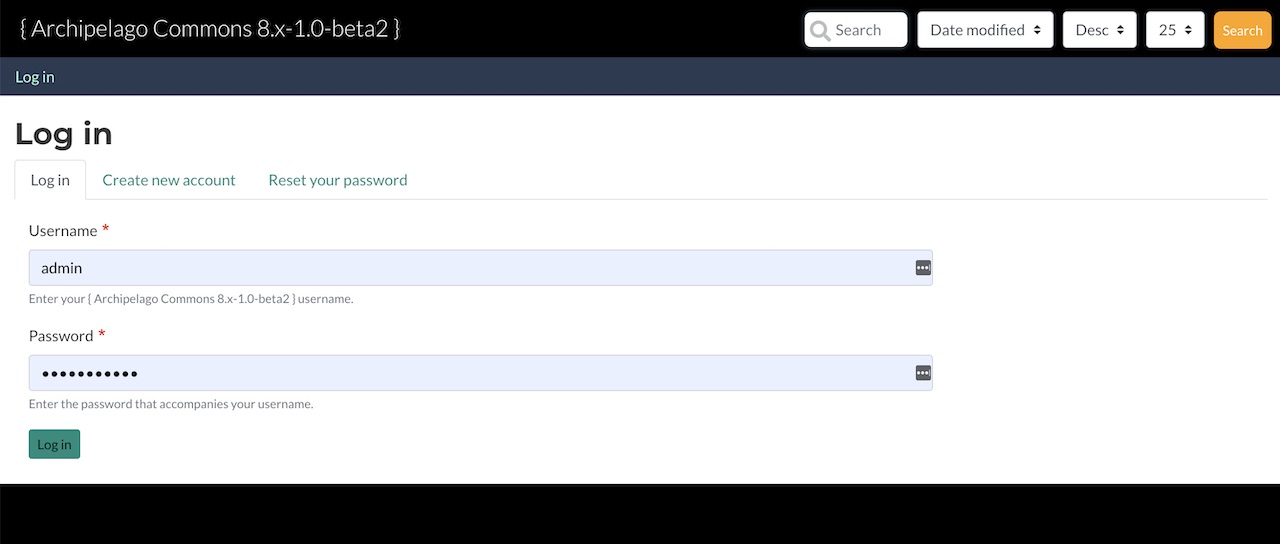 { Archipelago Commons 8.x-1.0-beta2 }
Search Date modified Desc 25 Search
Log in
Log in
Log in Create new account Reset your password
Username *
admin
Enter your { Archipelago Commons 8.x-1.0-beta2 } username.
Password *
•••••••••••
Enter the password that accompanies your username.
Log in